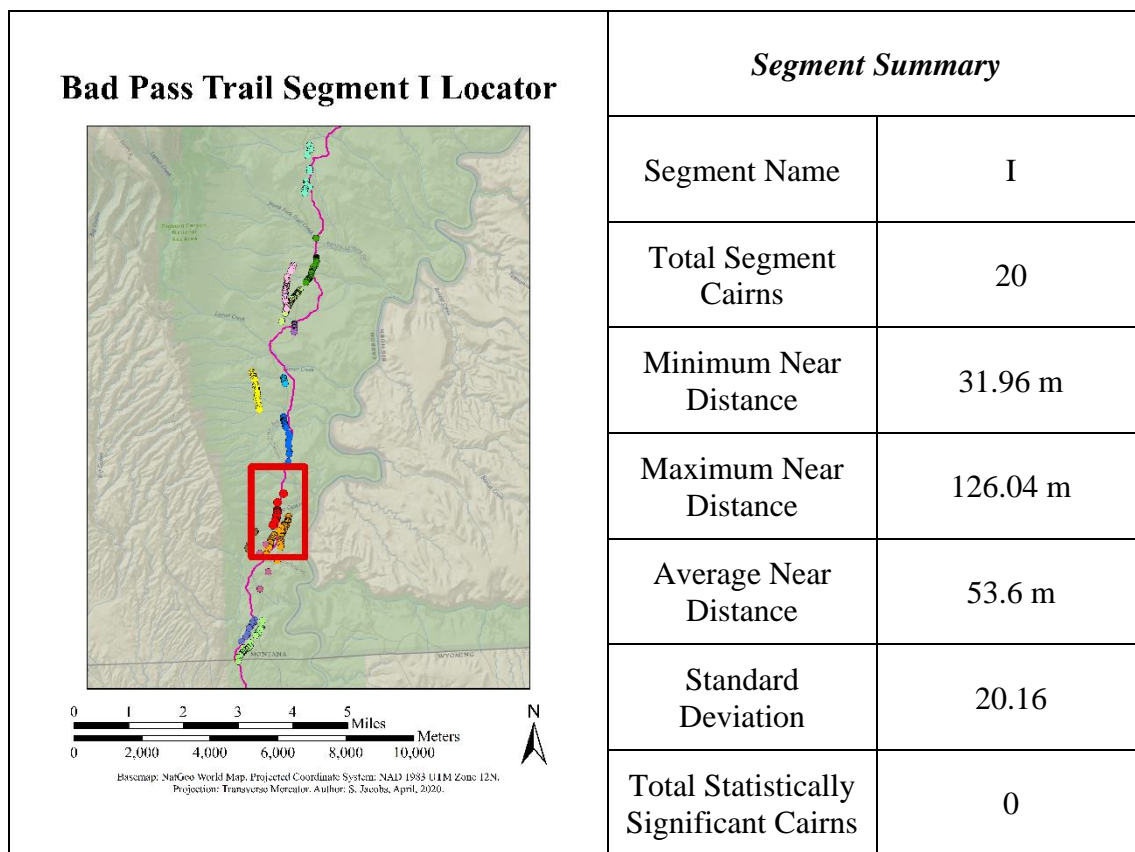 Bad Pass Trail Segment I Locator
MONTANA
WYOMING
CARBON
BIGHORN
0 1 2 3 4 5
Miles
Meters
0 2,000 4,000 6,000 8,000 10,000
N
Basemap: NatGeo World Map. Projected Coordinate System: NAD 1983 UTM Zone 12N.
Projection: Transverse Mercator. Author: S. Jacobs, April, 2020.
Segment Summary
Segment Name
I
Total Segment
Cairns
20
Minimum Near
Distance
31.96 m
Maximum Near
Distance
126.04 m
Average Near
Distance
53.6 m
Standard
Deviation
20.16
Total Statistically
Significant Cairns
0